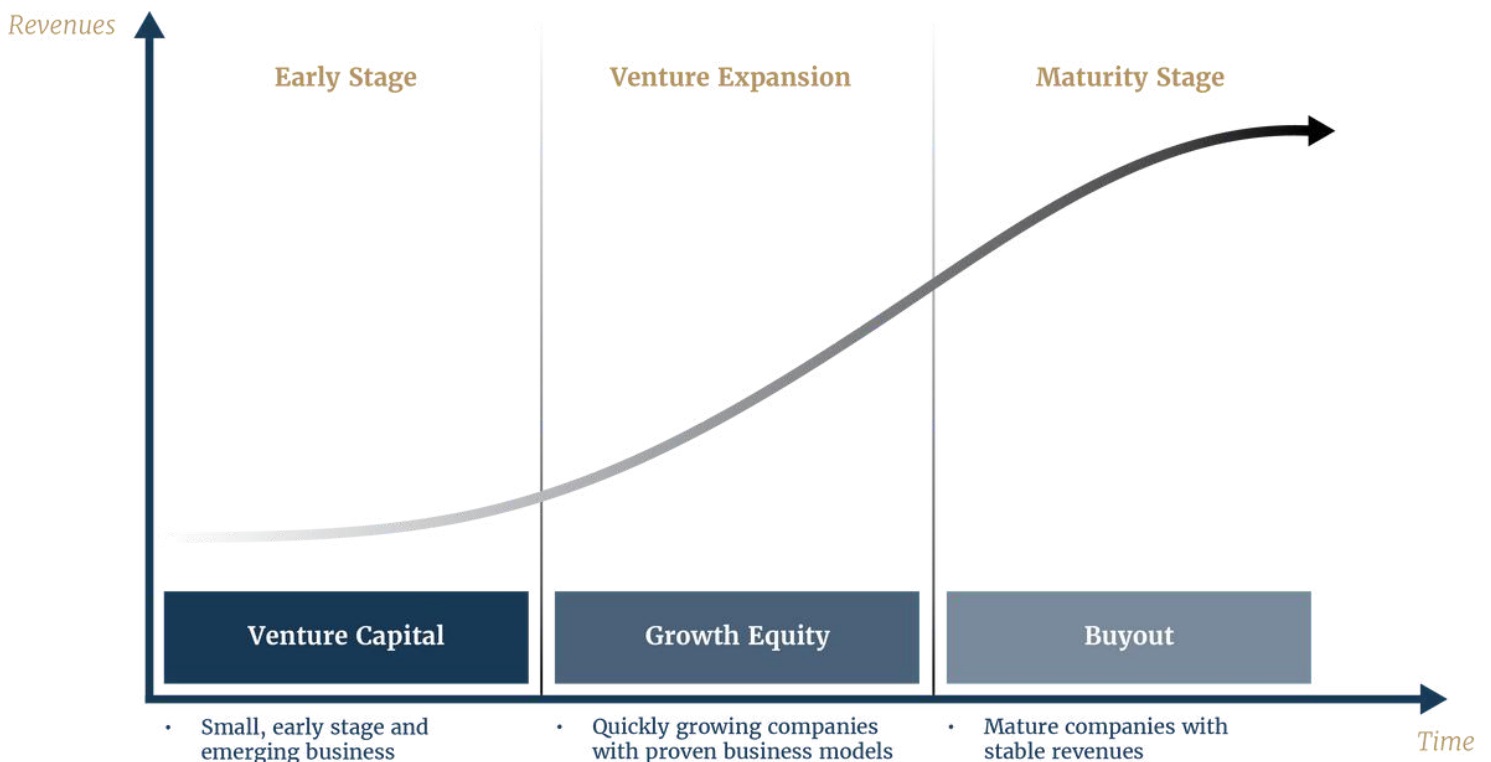 Revenues
Early Stage
Venture Expansion
Maturity Stage
Venture Capital
Growth Equity
Buyout
• Small, early stage and
emerging business
• Quickly growing companies
with proven business models
• Mature companies with
stable revenues
Time